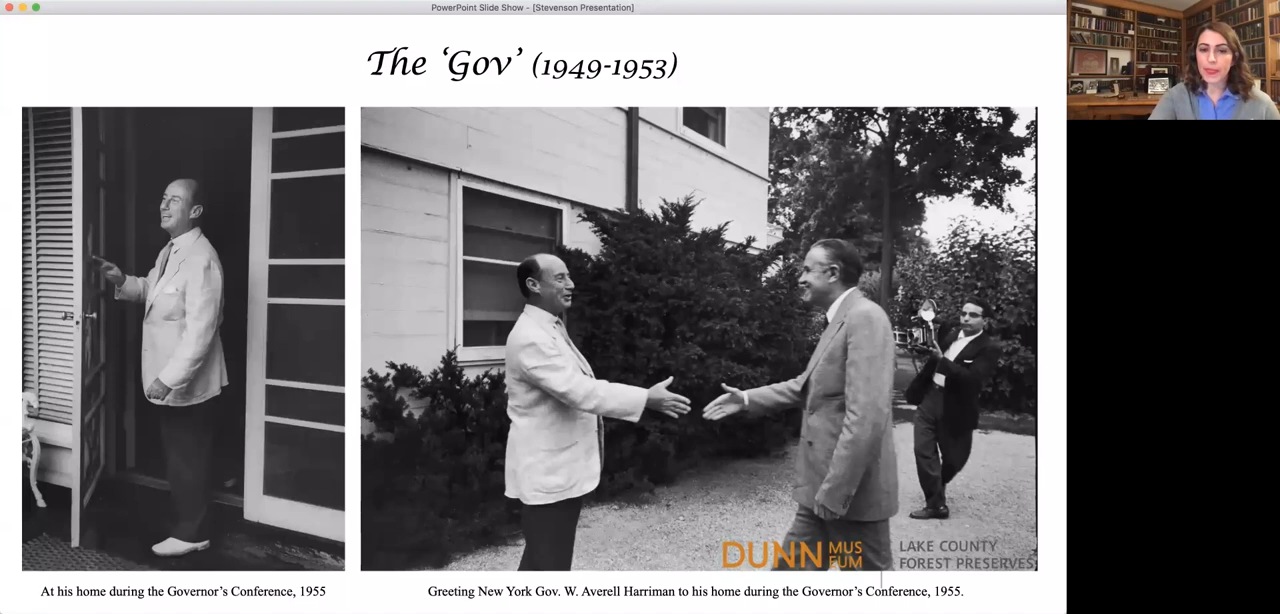 PowerPoint Slide Show - [Stevenson Presentation]
The ‘Gov’ (1949-1953)
DUNN MUSEUM
LAKE COUNTY
FOREST PRESERVES
At his home during the Governor’s Conference, 1955
Greeting New York Gov. W. Averell Harriman to his home during the Governor’s Conference, 1955.